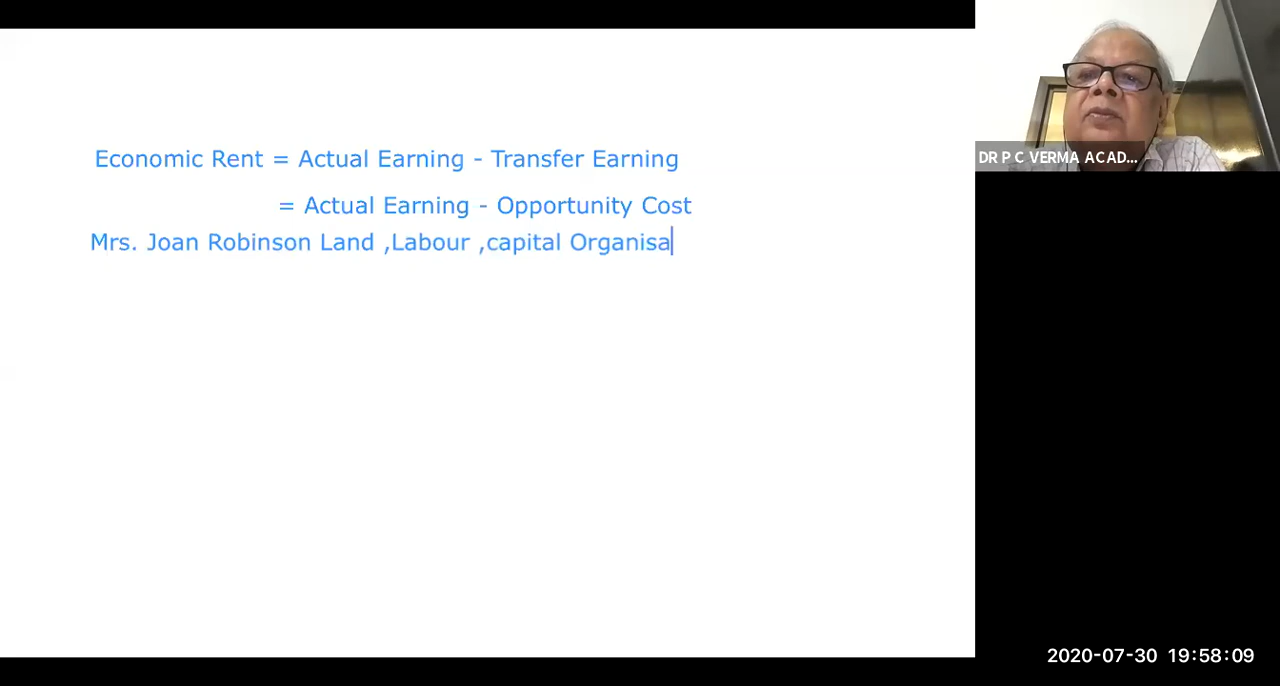 Economic Rent = Actual Earning - Transfer Earning
= Actual Earning - Opportunity Cost
Mrs. Joan Robinson Land ,Labour ,capital Organisa
DR P C VERMA ACAD...
2020-07-30 19:58:09